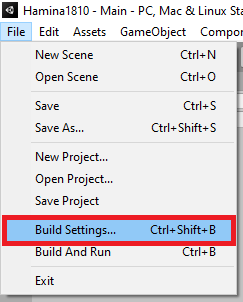 Hamina1810 - Main - PC, Mac & Linux Sta
File Edit Assets GameObject Compor
New Scene Ctrl+N
Open Scene Ctrl+O
Save Ctrl+S
Save As... Ctrl+Shift+S
New Project...
Open Project...
Save Project
Build Settings... Ctrl+Shift+B
Build And Run Ctrl+B
Exit